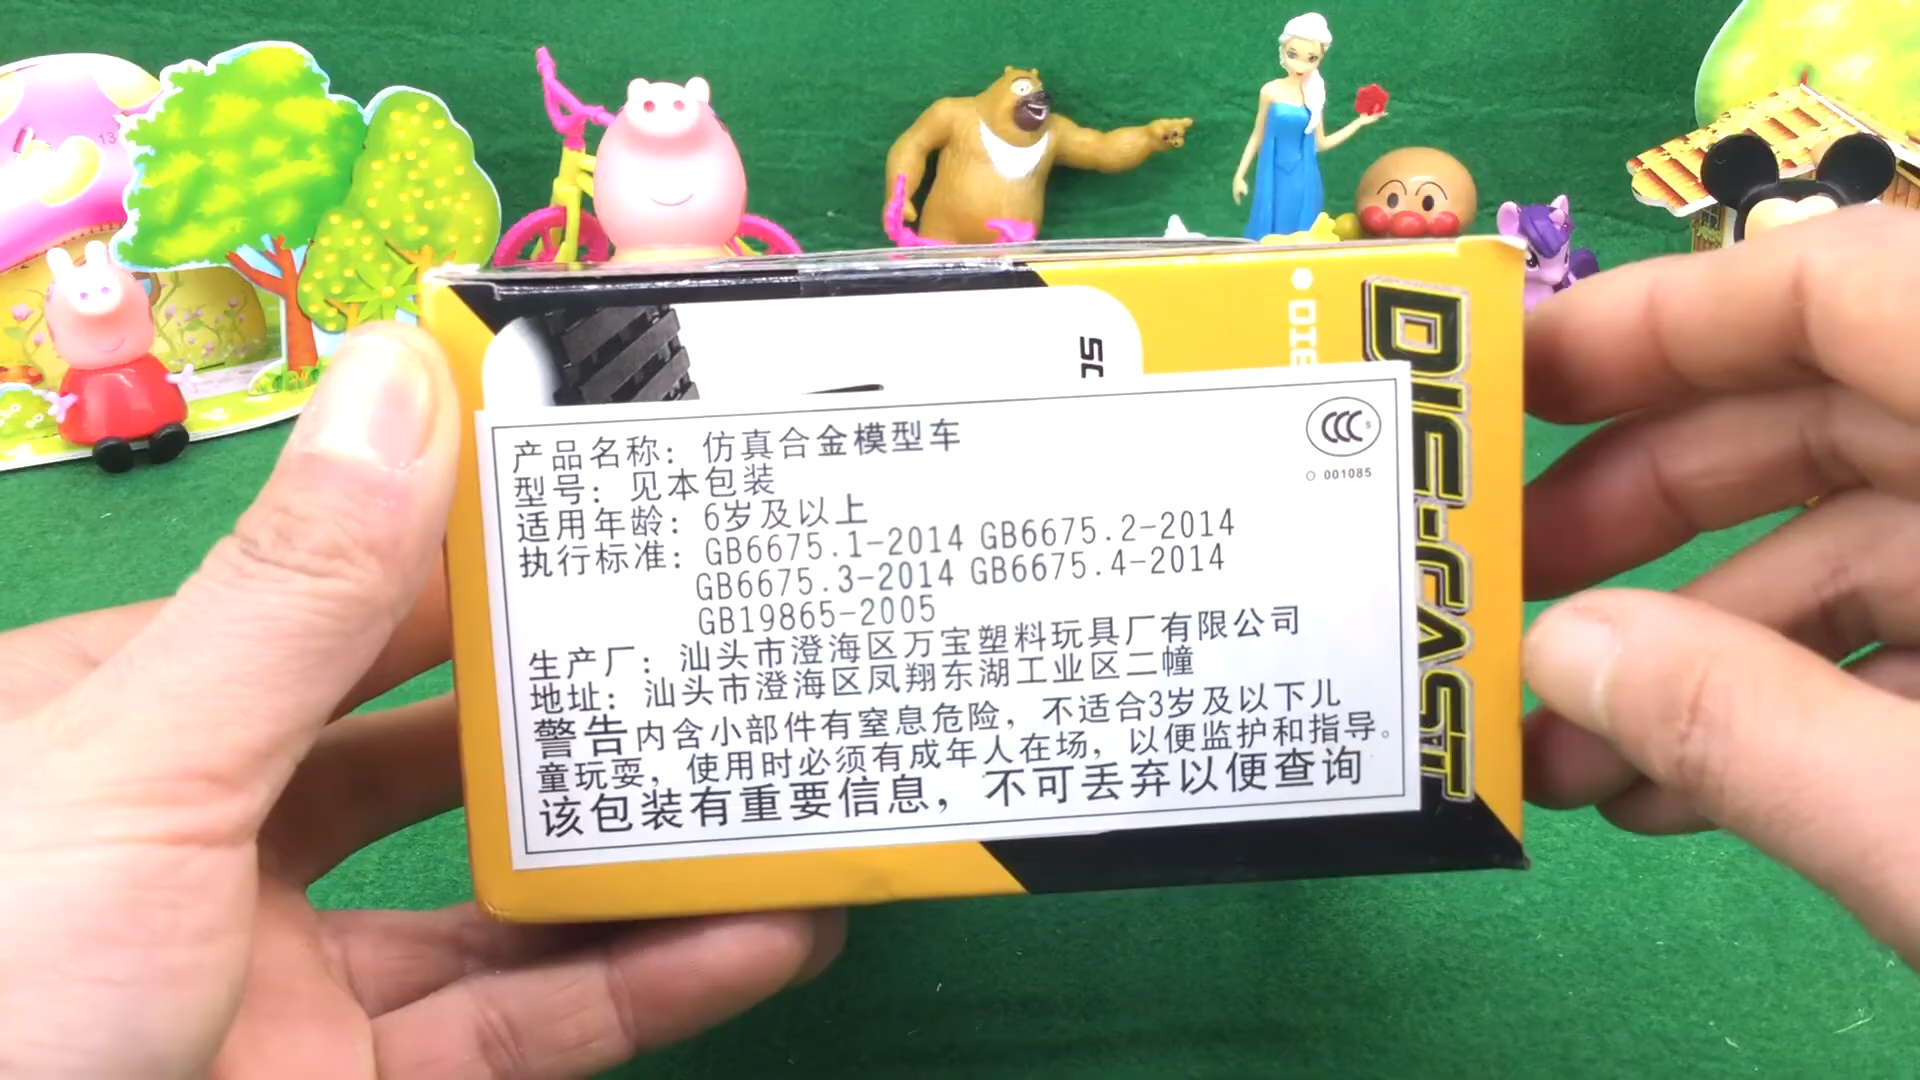 13
DIE-CAST
产品名称：仿真合金模型车
CCC S
001085
型号：见本包装
适用年龄：6岁及以上
执行标准：GB6675.1-2014 GB6675.2-2014
GB6675.3-2014 GB6675.4-2014
GB19865-2005
生产厂：汕头市澄海区万宝塑料玩具厂有限公司
地址：汕头市澄海区凤翔东湖工业区二幢
警告内含小部件有窒息危险，不适合3岁及以下儿
童玩耍，使用时必须有成年人在场，以便监护和指导。
该包装有重要信息，不可丢弃以便查询